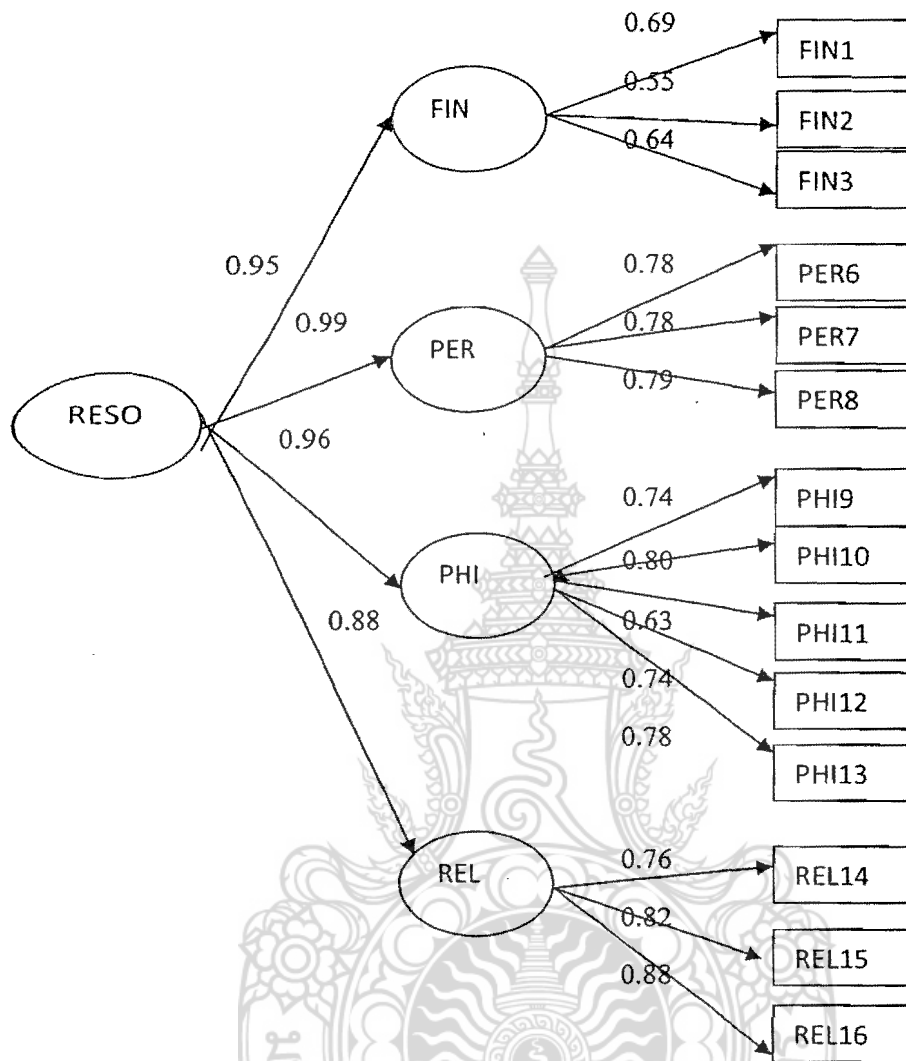 0.69
FIN1
FIN
0.55
FIN2
0.64
FIN3
0.95
0.78
PER6
0.99
PER
0.78
PER7
0.79
PER8
RESO
0.96
0.74
PHI9
PHI
0.80
PHI10
0.88
0.63
PHI11
0.74
PHI12
0.78
PHI13
REL
0.76
REL14
0.82
REL15
0.88
REL16